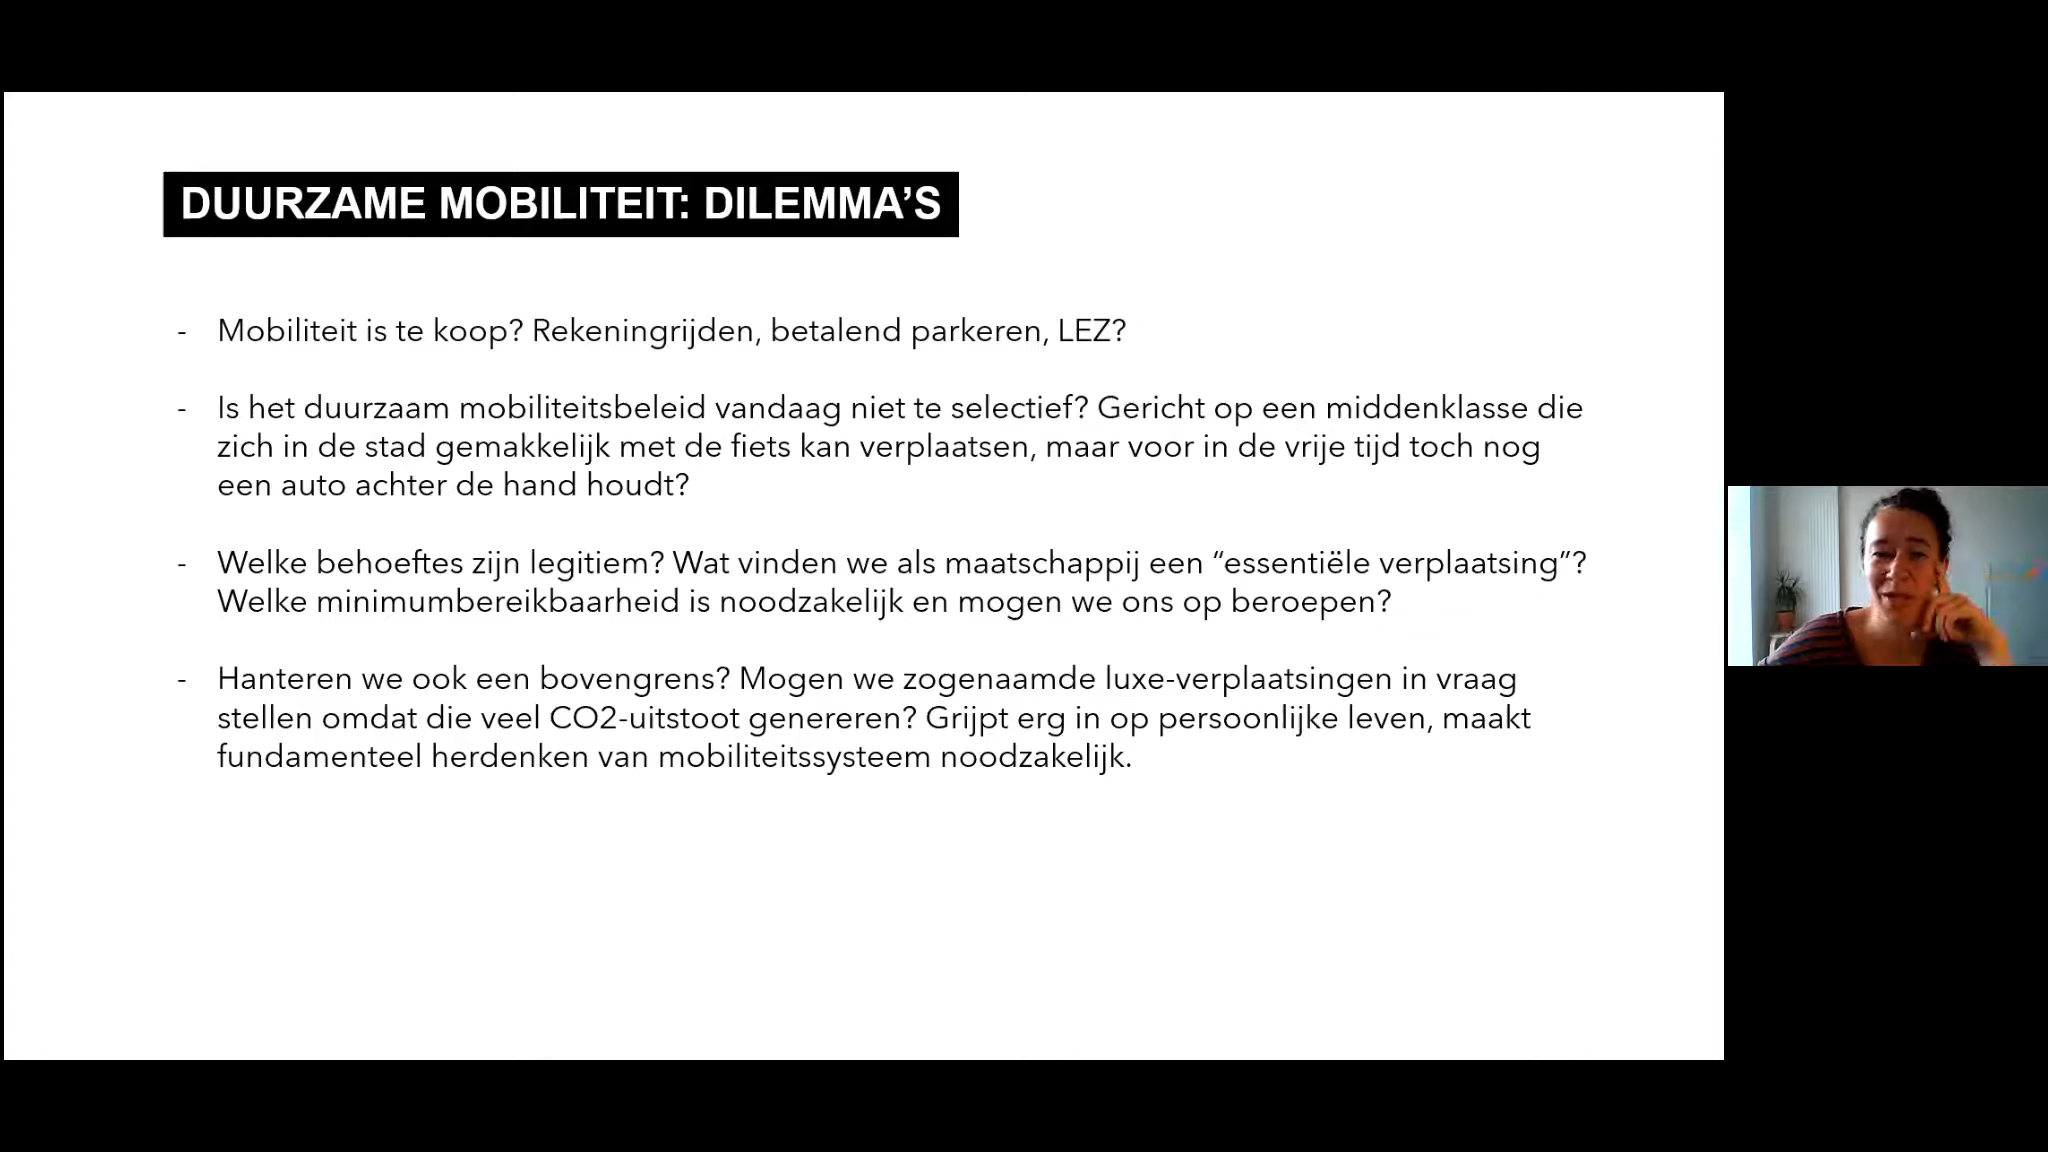 DUURZAME MOBILITEIT: DILEMMA’S
- Mobiliteit is te koop? Rekeningrijden, betalend parkeren, LEZ?
- Is het duurzaam mobiliteitsbeleid vandaag niet te selectief? Gericht op een middenklasse die
zich in de stad gemakkelijk met de fiets kan verplaatsen, maar voor in de vrije tijd toch nog
een auto achter de hand houdt?
- Welke behoeftes zijn legitiem? Wat vinden we als maatschappij een “essentiële verplaatsing”?
Welke minimumbereikbaarheid is noodzakelijk en mogen we ons op beroepen?
- Hanteren we ook een bovengrens? Mogen we zogenaamde luxe-verplaatsingen in vraag
stellen omdat die veel CO2-uitstoot genereren? Grijpt erg in op persoonlijke leven, maakt
fundamenteel herdenken van mobiliteitssysteem noodzakelijk.